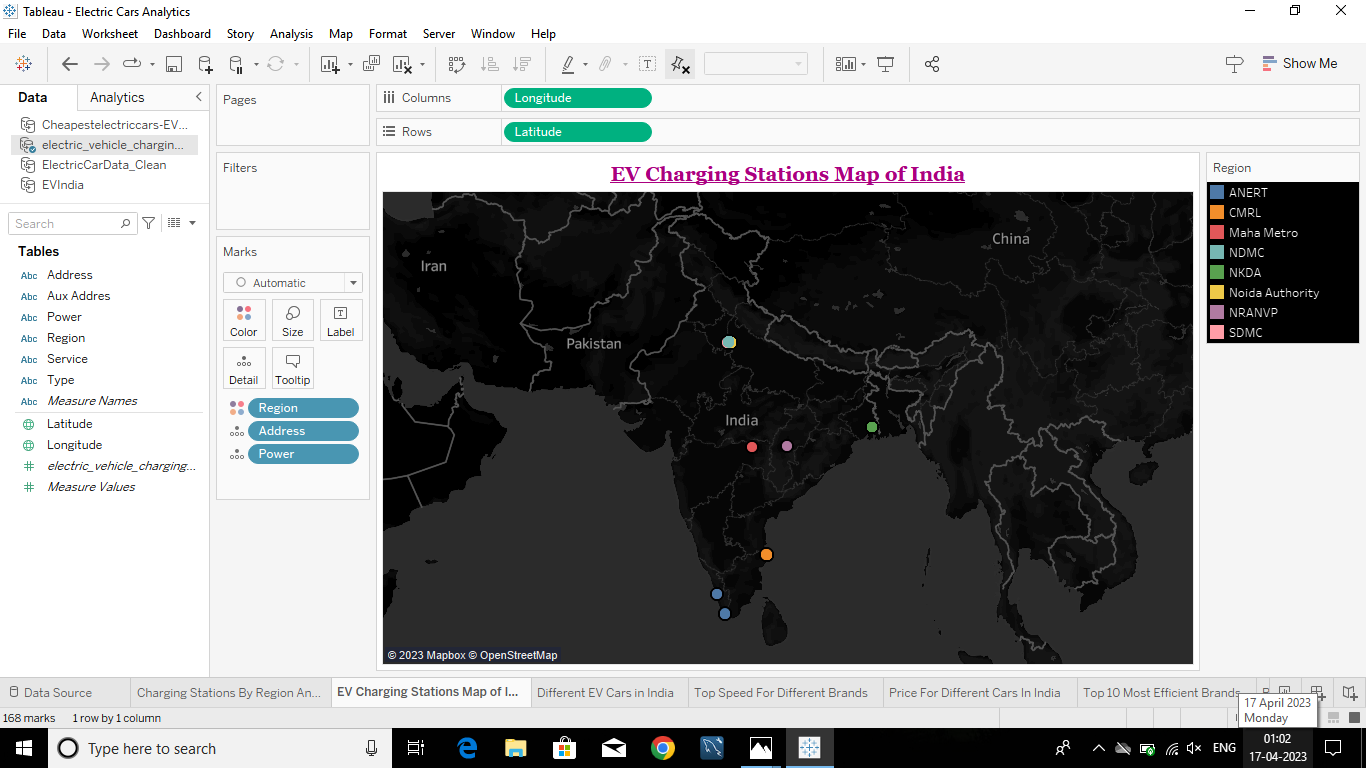 Tableau - Electric Cars Analytics
File Data Worksheet Dashboard Story Analysis Map Format Server Window Help
Show Me
Data Analytics
Cheapestelectriccars-EV...
electric_vehicle_chargin...
ElectricCarData_Clean
EVIndia
Search
Tables
Abc Address
Abc Aux Addres
Abc Power
Abc Region
Abc Service
Abc Type
Abc Measure Names
Latitude
Longitude
# electric_vehicle_charging...
# Measure Values
Pages
Filters
Marks
Automatic
Color Size Label
Detail Tooltip
Region
Address
Power
Columns Longitude
Rows Latitude
EV Charging Stations Map of India
Iran
China
Pakistan
India
© 2023 Mapbox © OpenStreetMap
Region
ANERT
CMRL
Maha Metro
NDMC
NKDA
Noida Authority
NRANVP
SDMC
Data Source Charging Stations By Region An... EV Charging Stations Map of I... Different EV Cars in India Top Speed For Different Brands Price For Different Cars In India Top 10 Most Efficient Brands
168 marks 1 row by 1 column
17 April 2023
Monday
Type here to search
ENG
01:02
17-04-2023